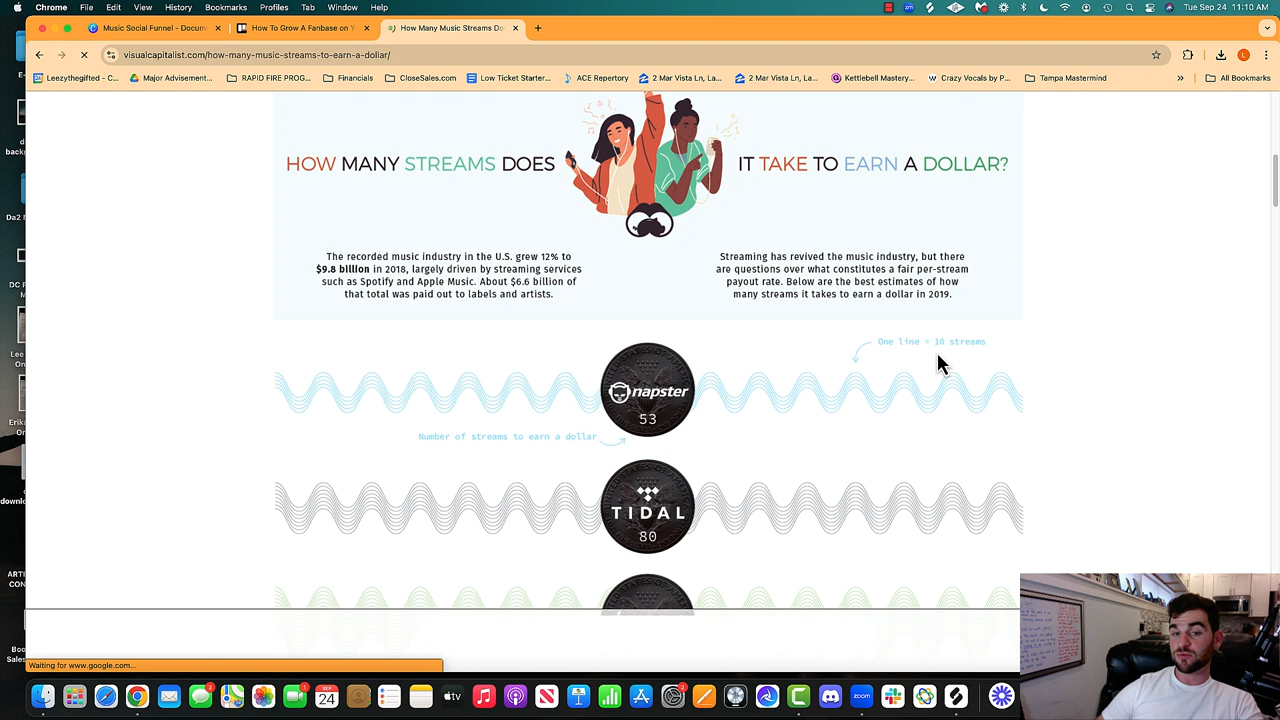 Chrome File Edit View History Bookmarks Profiles Tab Window Help
Tue Sep 24 11:10 AM
Music Social Funnel – Docum
How To Grow A Fanbase on Y
How Many Music Streams Do
visualcapitalist.com/how-many-music-streams-to-earn-a-dollar/
Leezythegifted – C...
Major Advisement...
RAPID FIRE PROG...
Financials
CloseSales.com
Low Ticket Starter...
ACE Repertory
2 Mar Vista Ln, La...
2 Mar Vista Ln, La...
Kettlebell Mastery...
Crazy Vocals by P...
Tampa Mastermind
All Bookmarks
HOW MANY STREAMS DOES IT TAKE TO EARN A DOLLAR?
The recorded music industry in the U.S. grew 12% to
$9.8 billion in 2018, largely driven by streaming services
such as Spotify and Apple Music. About $6.6 billion of
that total was paid out to labels and artists.
Streaming has revived the music industry, but there
are questions over what constitutes a fair per-stream
payout rate. Below are the best estimates of how
many streams it takes to earn a dollar in 2019.
One line = 10 streams
napster
53
Number of streams to earn a dollar
TIDAL
80
Waiting for www.google.com...
SEP
24
tv
zoom